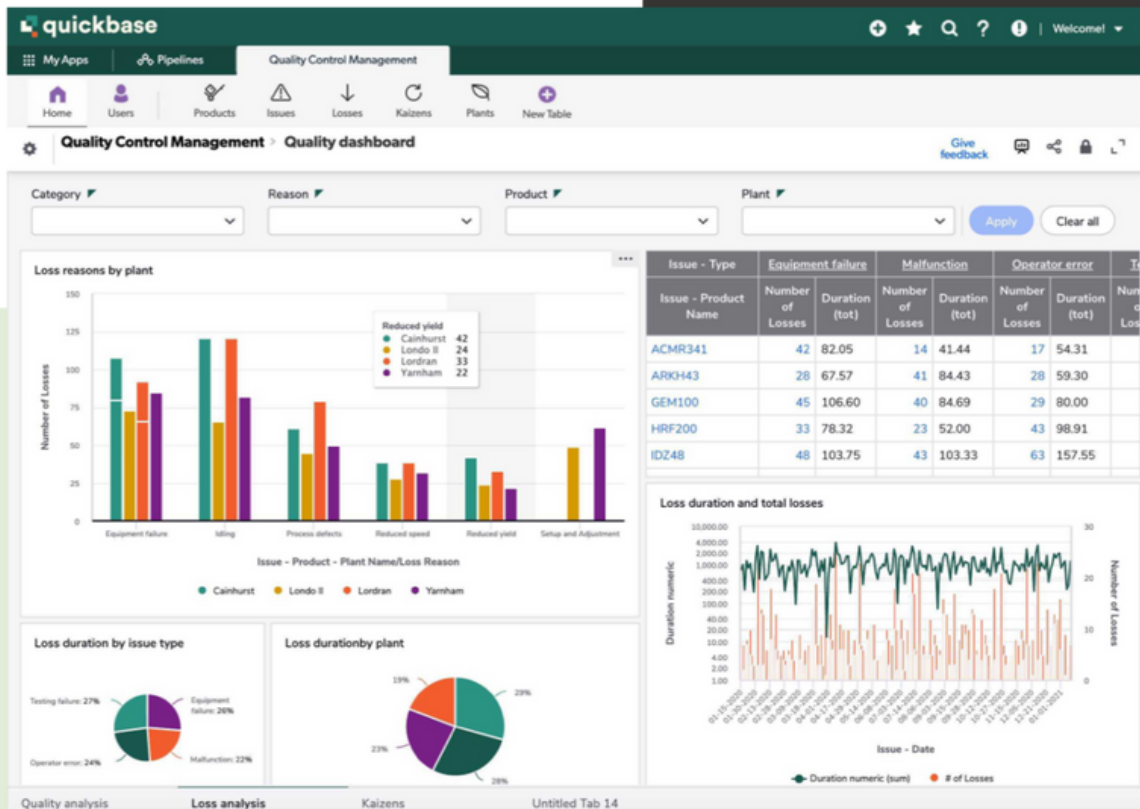 quickbase
Welcome!
My Apps
Pipelines
Quality Control Management
Home
Users
Products
Issues
Losses
Kaizens
Plants
New Table
Quality Control Management > Quality dashboard
Give
feedback
Category
Reason
Product
Plant
Apply
Clear all
Loss reasons by plant
Number of Losses
150
125
100
75
50
25
0
Reduced yield
Cainhurst 42
Londo II 24
Lordran 33
Yarnham 22
Equipment failure
Idling
Process defects
Reduced speed
Reduced yield
Setup and Adjustment
Issue - Product - Plant Name/Loss Reason
Cainhurst
Londo II
Lordran
Yarnham
Issue - Type Equipment failure Malfunction Operator error
Issue - Product
Name
Number
of
Losses
Duration
(tot)
Number
of
Losses
Duration
(tot)
Number
of
Losses
Duration
(tot)
ACMR341 42 82.05 14 41.44 17 54.31
ARKH43 28 67.57 41 84.43 28 59.30
GEM100 45 106.60 40 84.69 29 80.00
HRF200 33 78.32 23 52.00 43 98.91
IDZ48 48 103.75 43 103.33 63 157.55
Loss duration by issue type
Testing failure: 27%
Equipment
failure: 26%
Operator error: 24%
Malfunction: 22%
Loss durationby plant
19%
29%
23%
28%
Loss duration and total losses
Duration numeric
10,000.00
4,000.00
2,000.00
1,000.00
400.00
200.00
100.00
40.00
20.00
10.00
4.00
2.00
1.00
30
20
10
0
Number of Losses
01-15-2020
01-30-2020
02-13-2020
Issue - Date
Duration numeric (sum)
# of Losses
Quality analysis
Loss analysis
Kaizens
Untitled Tab 14